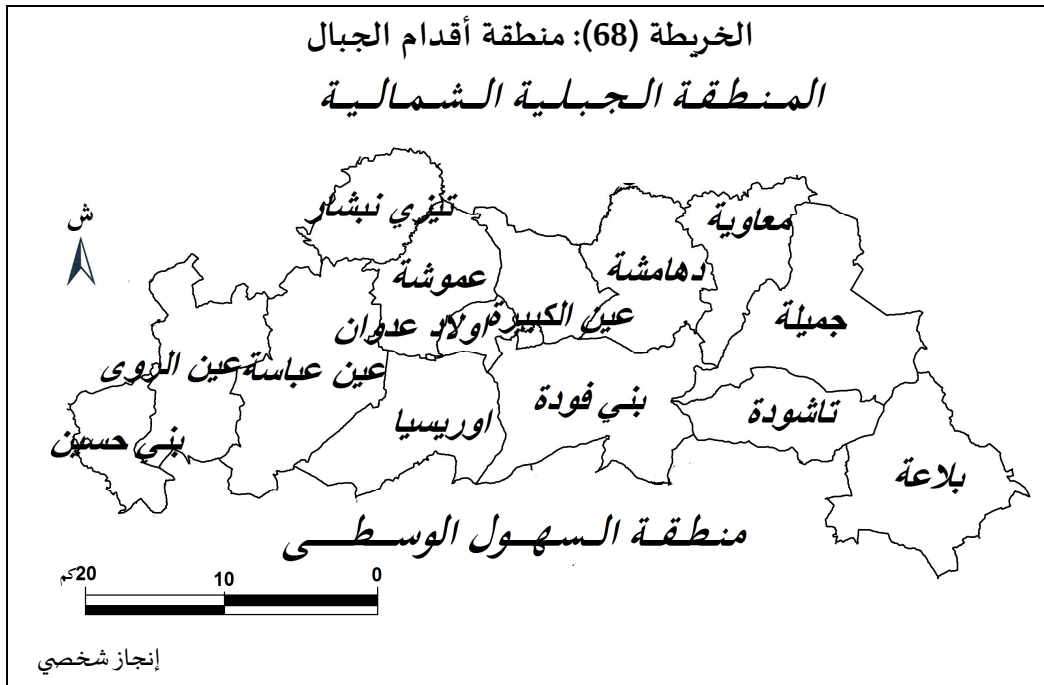 الخريطة (68): منطقة أقدام الجبال
المنطقة الجبلية الشمالية
تيزي نبشار
معاوية
ش
عموشة
دهامشة
اولاد عدوان
عين الكبيرة
جميلة
عين الروى
عين عباسة
بني فودة
تاشودة
اوريسيا
بني حسين
بلاعة
منطقة السهول الوسطى
20كم 10 0
إنجاز شخصي